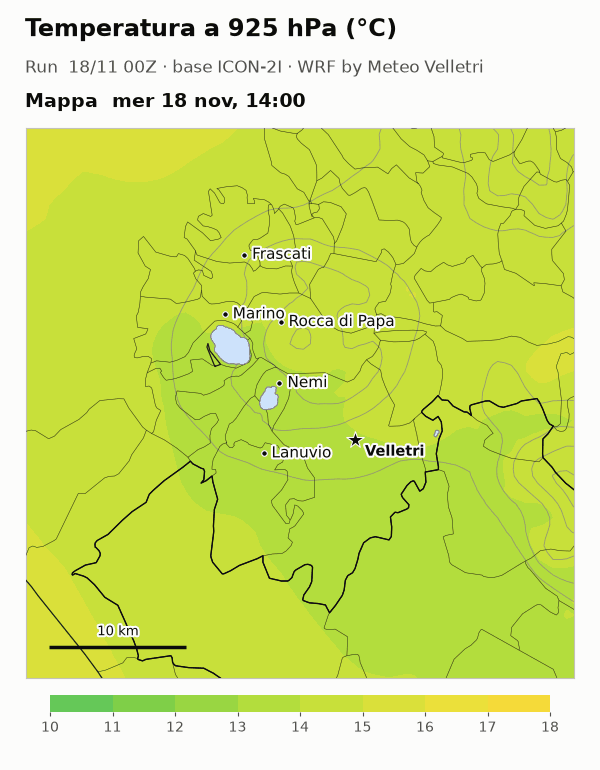 Temperatura a 925 hPa (°C)
Run  18/11 00Z · base ICON-2I · WRF by Meteo Velletri
Mappa  mer 18 nov, 14:00
Frascati
Marino
Rocca di Papa
Nemi
Velletri
Lanuvio
10 km
10 11 12 13 14 15 16 17 18